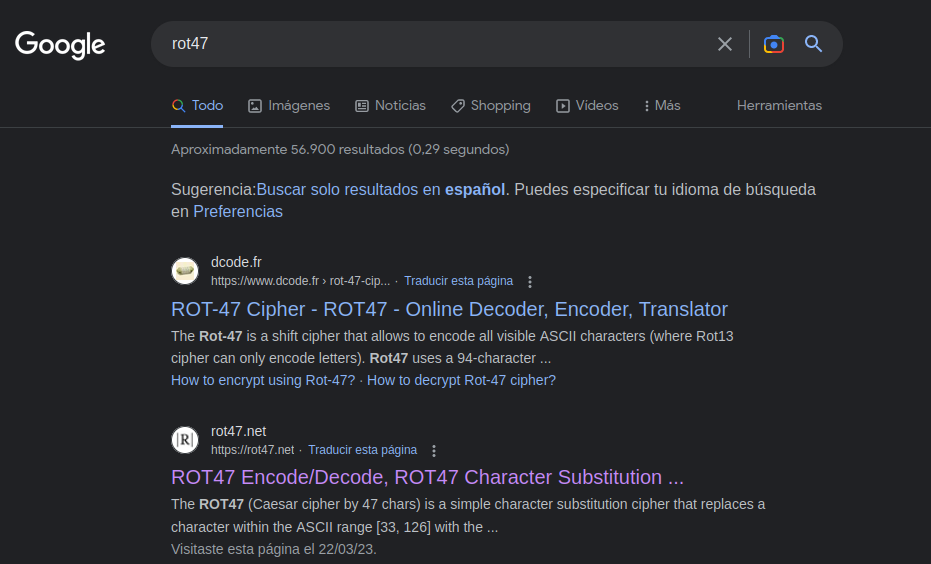 Google
rot47
Todo Imágenes Noticias Shopping Vídeos Más Herramientas
Aproximadamente 56.900 resultados (0,29 segundos)
Sugerencia:Buscar solo resultados en español. Puedes especificar tu idioma de búsqueda
en Preferencias
dcode.fr
https://www.dcode.fr › rot-47-cip... · Traducir esta página
ROT-47 Cipher - ROT47 - Online Decoder, Encoder, Translator
The Rot-47 is a shift cipher that allows to encode all visible ASCII characters (where Rot13
cipher can only encode letters). Rot47 uses a 94-character ...
How to encrypt using Rot-47? · How to decrypt Rot-47 cipher?
|R|
rot47.net
https://rot47.net · Traducir esta página
ROT47 Encode/Decode, ROT47 Character Substitution ...
The ROT47 (Caesar cipher by 47 chars) is a simple character substitution cipher that replaces a
character within the ASCII range [33, 126] with the ...
Visitaste esta página el 22/03/23.